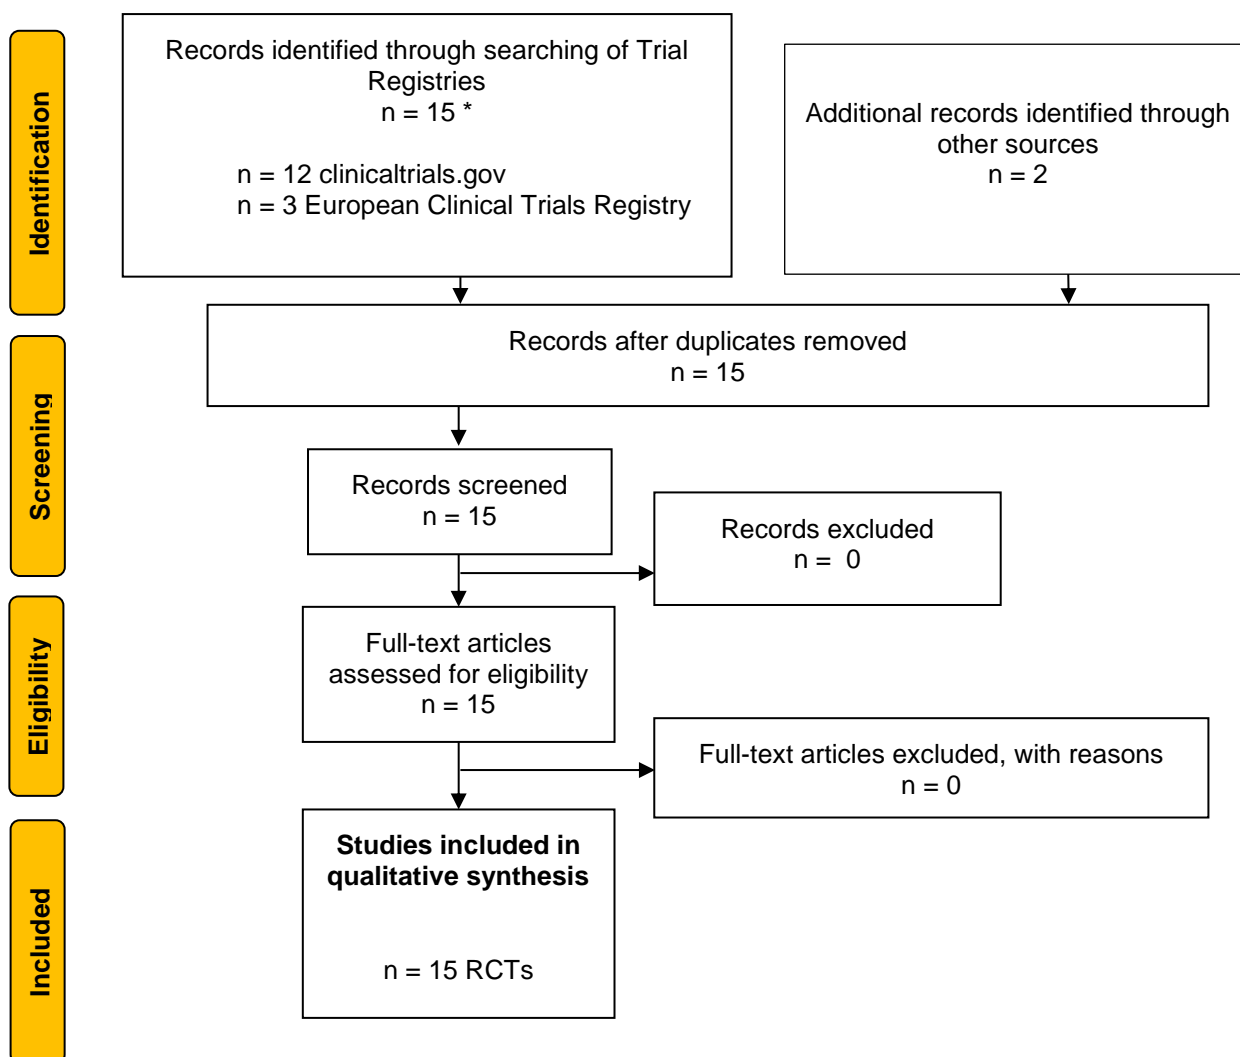 Identification
Records identified through searching of Trial
Registries
n = 15 *
n = 12 clinicaltrials.gov
n = 3 European Clinical Trials Registry
Additional records identified through
other sources
n = 2
Screening
Records after duplicates removed
n = 15
Records screened
n = 15
Records excluded
n =  0
Eligibility
Full-text articles
assessed for eligibility
n = 15
Full-text articles excluded, with reasons
n = 0
Included
Studies included in
qualitative synthesis
n = 15 RCTs